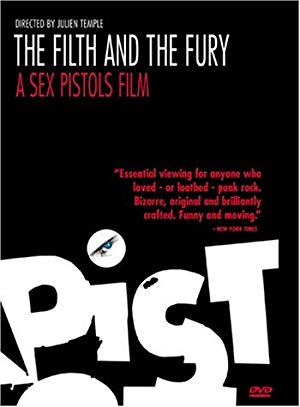 DIRECTED BY JULIEN TEMPLE
THE FILTH AND THE FURY
A SEX PISTOLS FILM
"Essential viewing for anyone who
loved - or loathed - punk rock.
Bizarre, original and brilliantly
crafted. Funny and moving."
-NEW YORK TIMES
PIST
DVD